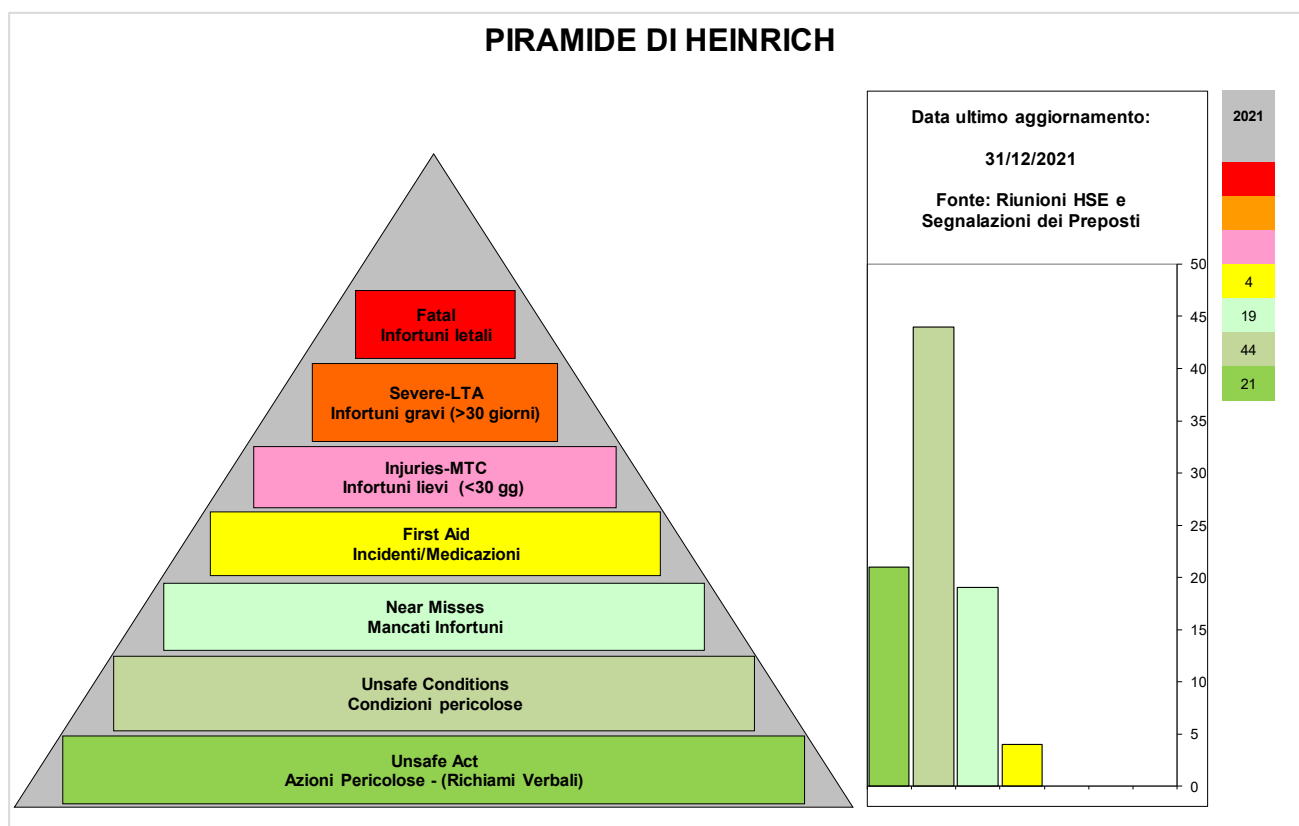 PIRAMIDE DI HEINRICH
Fatal
Infortuni letali
Severe-LTA
Infortuni gravi (>30 giorni)
Injuries-MTC
Infortuni lievi (<30 gg)
First Aid
Incidenti/Medicazioni
Near Misses
Mancati Infortuni
Unsafe Conditions
Condizioni pericolose
Unsafe Act
Azioni Pericolose - (Richiami Verbali)
Data ultimo aggiornamento:
31/12/2021
Fonte: Riunioni HSE e
Segnalazioni dei Preposti
50
45
40
35
30
25
20
15
10
5
0
2021
4
19
44
21